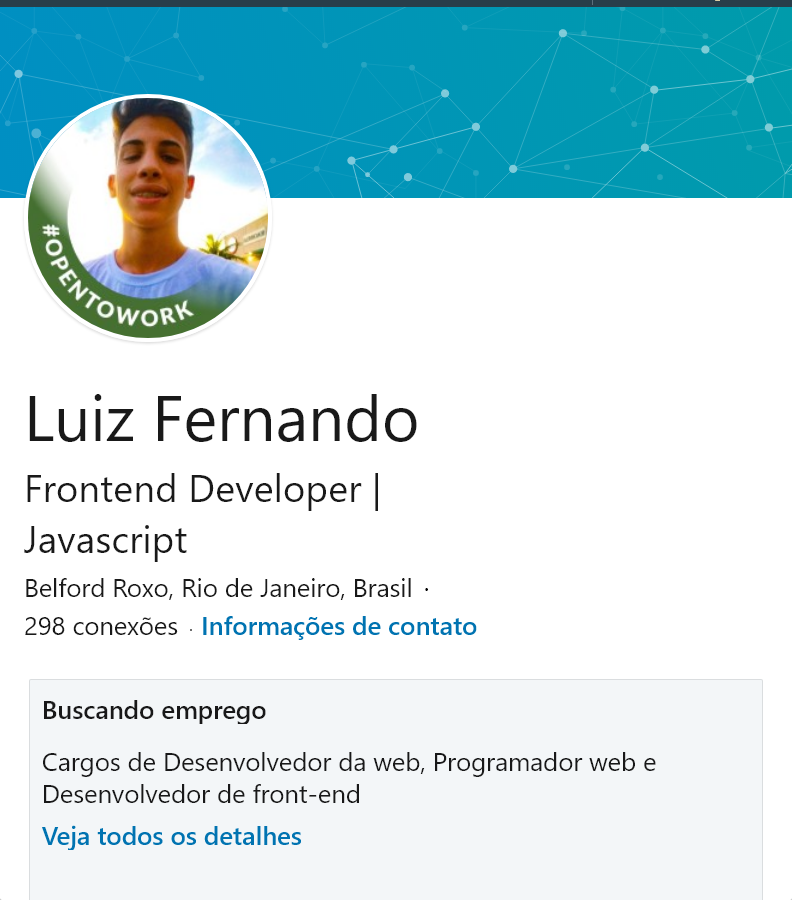 #OPENTOWORK
Luiz Fernando
Frontend Developer |
Javascript
Belford Roxo, Rio de Janeiro, Brasil ·
298 conexões · Informações de contato
Buscando emprego
Cargos de Desenvolvedor da web, Programador web e
Desenvolvedor de front-end
Veja todos os detalhes